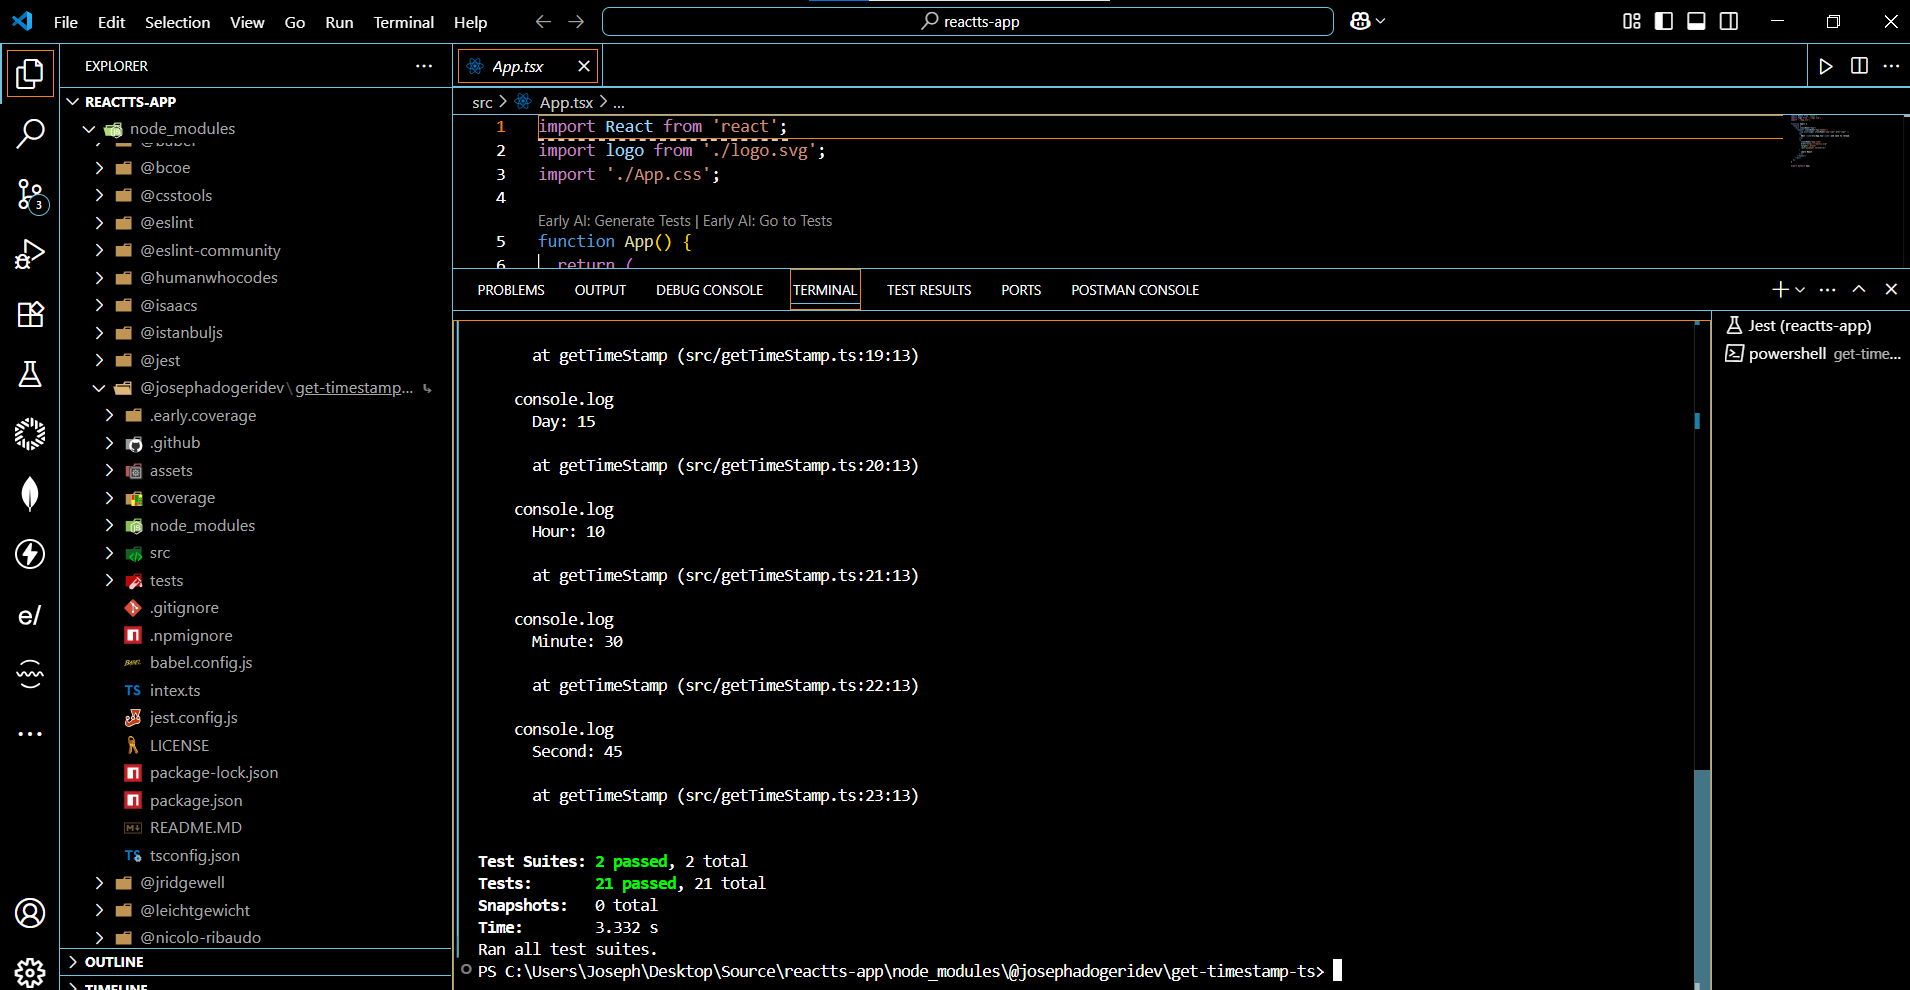 File Edit Selection View Go Run Terminal Help
reactts-app
EXPLORER
REACTTS-APP
node_modules
@babel
@bcoe
@csstools
@eslint
@eslint-community
@humanwhocodes
@isaacs
@istanbuljs
@jest
@josephadogeridev\get-timestamp...
.early.coverage
.github
assets
coverage
node_modules
src
tests
.gitignore
.npmignore
babel.config.js
TS intex.ts
jest.config.js
LICENSE
package-lock.json
package.json
README.MD
TS tsconfig.json
@jridgewell
@leichtgewicht
@nicolo-ribaudo
OUTLINE
TIMELINE
3
e/
App.tsx
src > App.tsx > ...
1 import React from 'react';
2 import logo from './logo.svg';
3 import './App.css';
4
Early AI: Generate Tests | Early AI: Go to Tests
5 function App() {
6 return (
PROBLEMS OUTPUT DEBUG CONSOLE TERMINAL TEST RESULTS PORTS POSTMAN CONSOLE
at getTimeStamp (src/getTimeStamp.ts:19:13)
console.log
Day: 15
at getTimeStamp (src/getTimeStamp.ts:20:13)
console.log
Hour: 10
at getTimeStamp (src/getTimeStamp.ts:21:13)
console.log
Minute: 30
at getTimeStamp (src/getTimeStamp.ts:22:13)
console.log
Second: 45
at getTimeStamp (src/getTimeStamp.ts:23:13)
Test Suites: 2 passed, 2 total
Tests: 21 passed, 21 total
Snapshots: 0 total
Time: 3.332 s
Ran all test suites.
PS C:\Users\Joseph\Desktop\Source\reactts-app\node_modules\@josephadogeridev\get-timestamp-ts>
Jest (reactts-app)
powershell get-time...